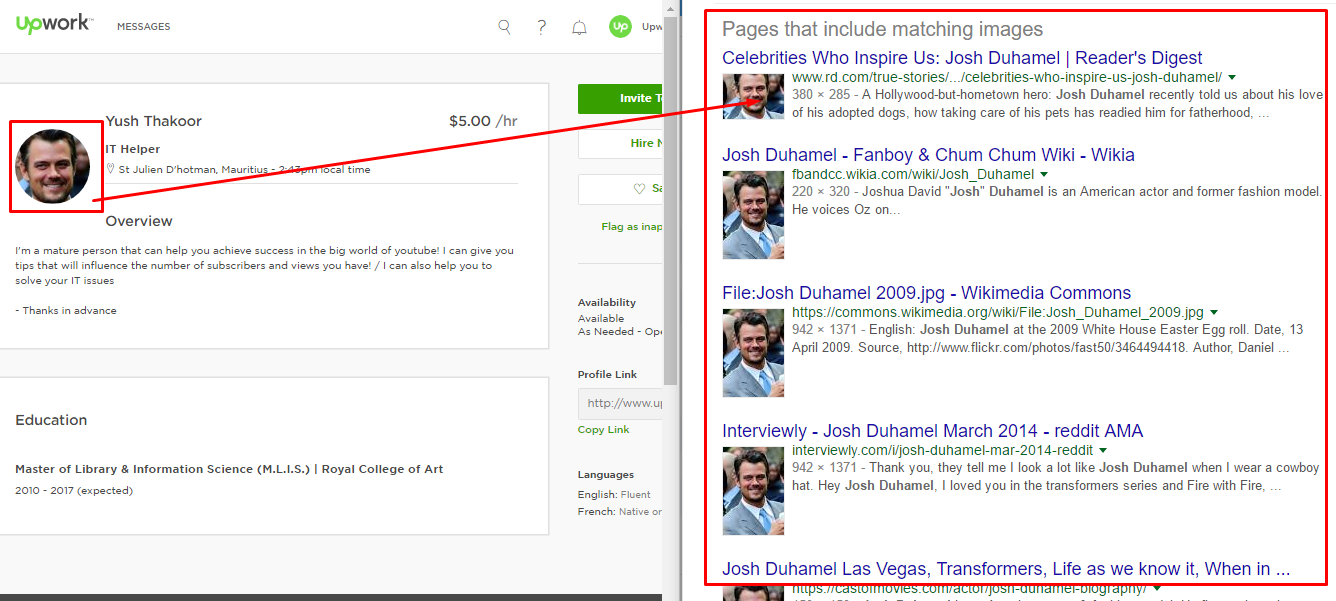 upwork
MESSAGES
?
up
Upw
Yush Thakoor
$5.00 /hr
IT Helper
St Julien D'hotman, Mauritius - 2:43pm local time
Overview
I'm a mature person that can help you achieve success in the big world of youtube! I can give you
tips that will influence the number of subscribers and views you have! / I can also help you to
solve your IT issues
- Thanks in advance
Education
Master of Library & Information Science (M.L.I.S.) | Royal College of Art
2010 - 2017 (expected)
Invite T
Hire N
Sa
Flag as inap
Availability
Available
As Needed - Ope
Profile Link
http://www.up
Copy Link
Languages
English: Fluent
French: Native or
Pages that include matching images
Celebrities Who Inspire Us: Josh Duhamel | Reader's Digest
www.rd.com/true-stories/.../celebrities-who-inspire-us-josh-duhamel/
380 × 285 - A Hollywood-but-hometown hero: Josh Duhamel recently told us about his love
of his adopted dogs, how taking care of his pets has readied him for fatherhood, ...
Josh Duhamel - Fanboy & Chum Chum Wiki - Wikia
fbandcc.wikia.com/wiki/Josh_Duhamel
220 × 320 - Joshua David "Josh" Duhamel is an American actor and former fashion model.
He voices Oz on...
File:Josh Duhamel 2009.jpg - Wikimedia Commons
https://commons.wikimedia.org/wiki/File:Josh_Duhamel_2009.jpg
942 × 1371 - English: Josh Duhamel at the 2009 White House Easter Egg roll. Date, 13
April 2009. Source, http://www.flickr.com/photos/fast50/3464494418. Author, Daniel ...
Interviewly - Josh Duhamel March 2014 - reddit AMA
interviewly.com/i/josh-duhamel-mar-2014-reddit
942 × 1371 - Thank you, they tell me I look a lot like Josh Duhamel when I wear a cowboy
hat. Hey Josh Duhamel, I loved you in the transformers series and Fire with Fire, ...
Josh Duhamel Las Vegas, Transformers, Life as we know it, When in ...
https://castofmovies.com/actor/josh-duhamel-biography/